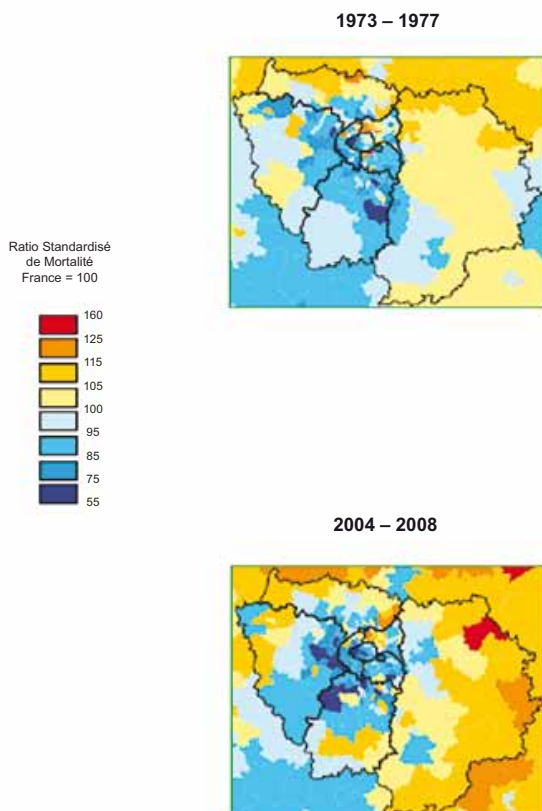 1973 – 1977
Ratio Standardisé
de Mortalité
France = 100
160
125
115
105
100
95
85
75
55
2004 – 2008